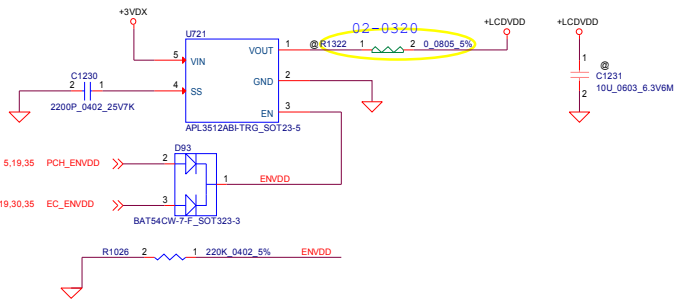 02-0320
+3VDX
+LCDVDD
+LCDVDD
U721
5
VIN
VOUT
1
@
R1322
1
2
0_0805_5%
1
@
C1231
10U_0603_6.3V6M
2
C1230
2
1
2200P_0402_25V7K
4
SS
GND
2
EN
3
APL3512ABI-TRG_SOT23-5
D93
5,19,35
PCH_ENVDD
2
1
ENVDD
19,30,35
EC_ENVDD
3
BAT54CW-7-F_SOT323-3
R1026
2
1
220K_0402_5%
ENVDD